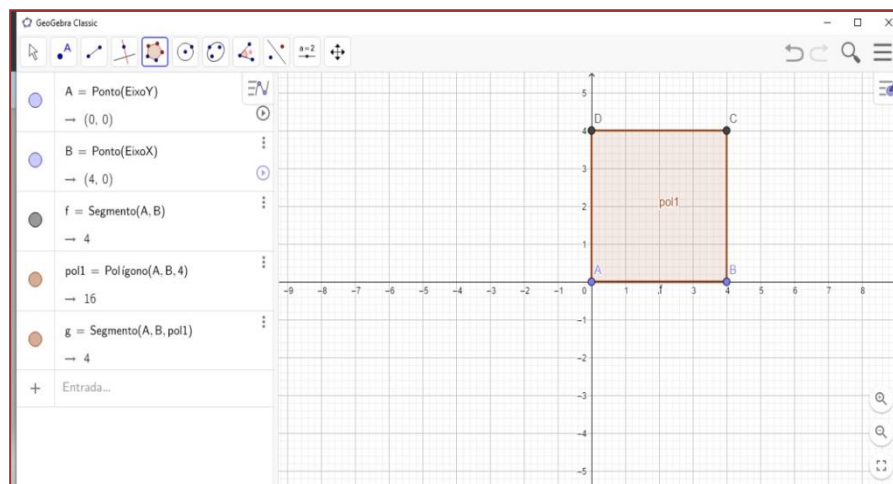 GeoGebra Classic
a=2
A = Ponto(EixoY)
→ (0, 0)
B = Ponto(EixoX)
→ (4, 0)
f = Segmento(A, B)
→ 4
pol1 = Polígono(A, B, 4)
→ 16
g = Segmento(A, B, pol1)
→ 4
Entrada...
5
D
C
4
3
2
pol1
1
A
B
-9 -8 -7 -6 -5 -4 -3 -2 -1 0 1 2 f 3 4 5 6 7 8
-1
-2
-3
-4
-5